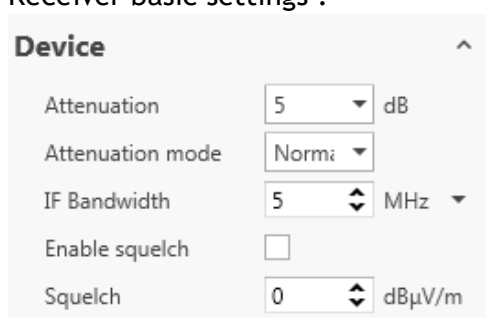 Receiver basic settings .
Device
Attenuation 5 dB
Attenuation mode Norma
IF Bandwidth 5 MHz
Enable squelch
Squelch 0 dBµV/m